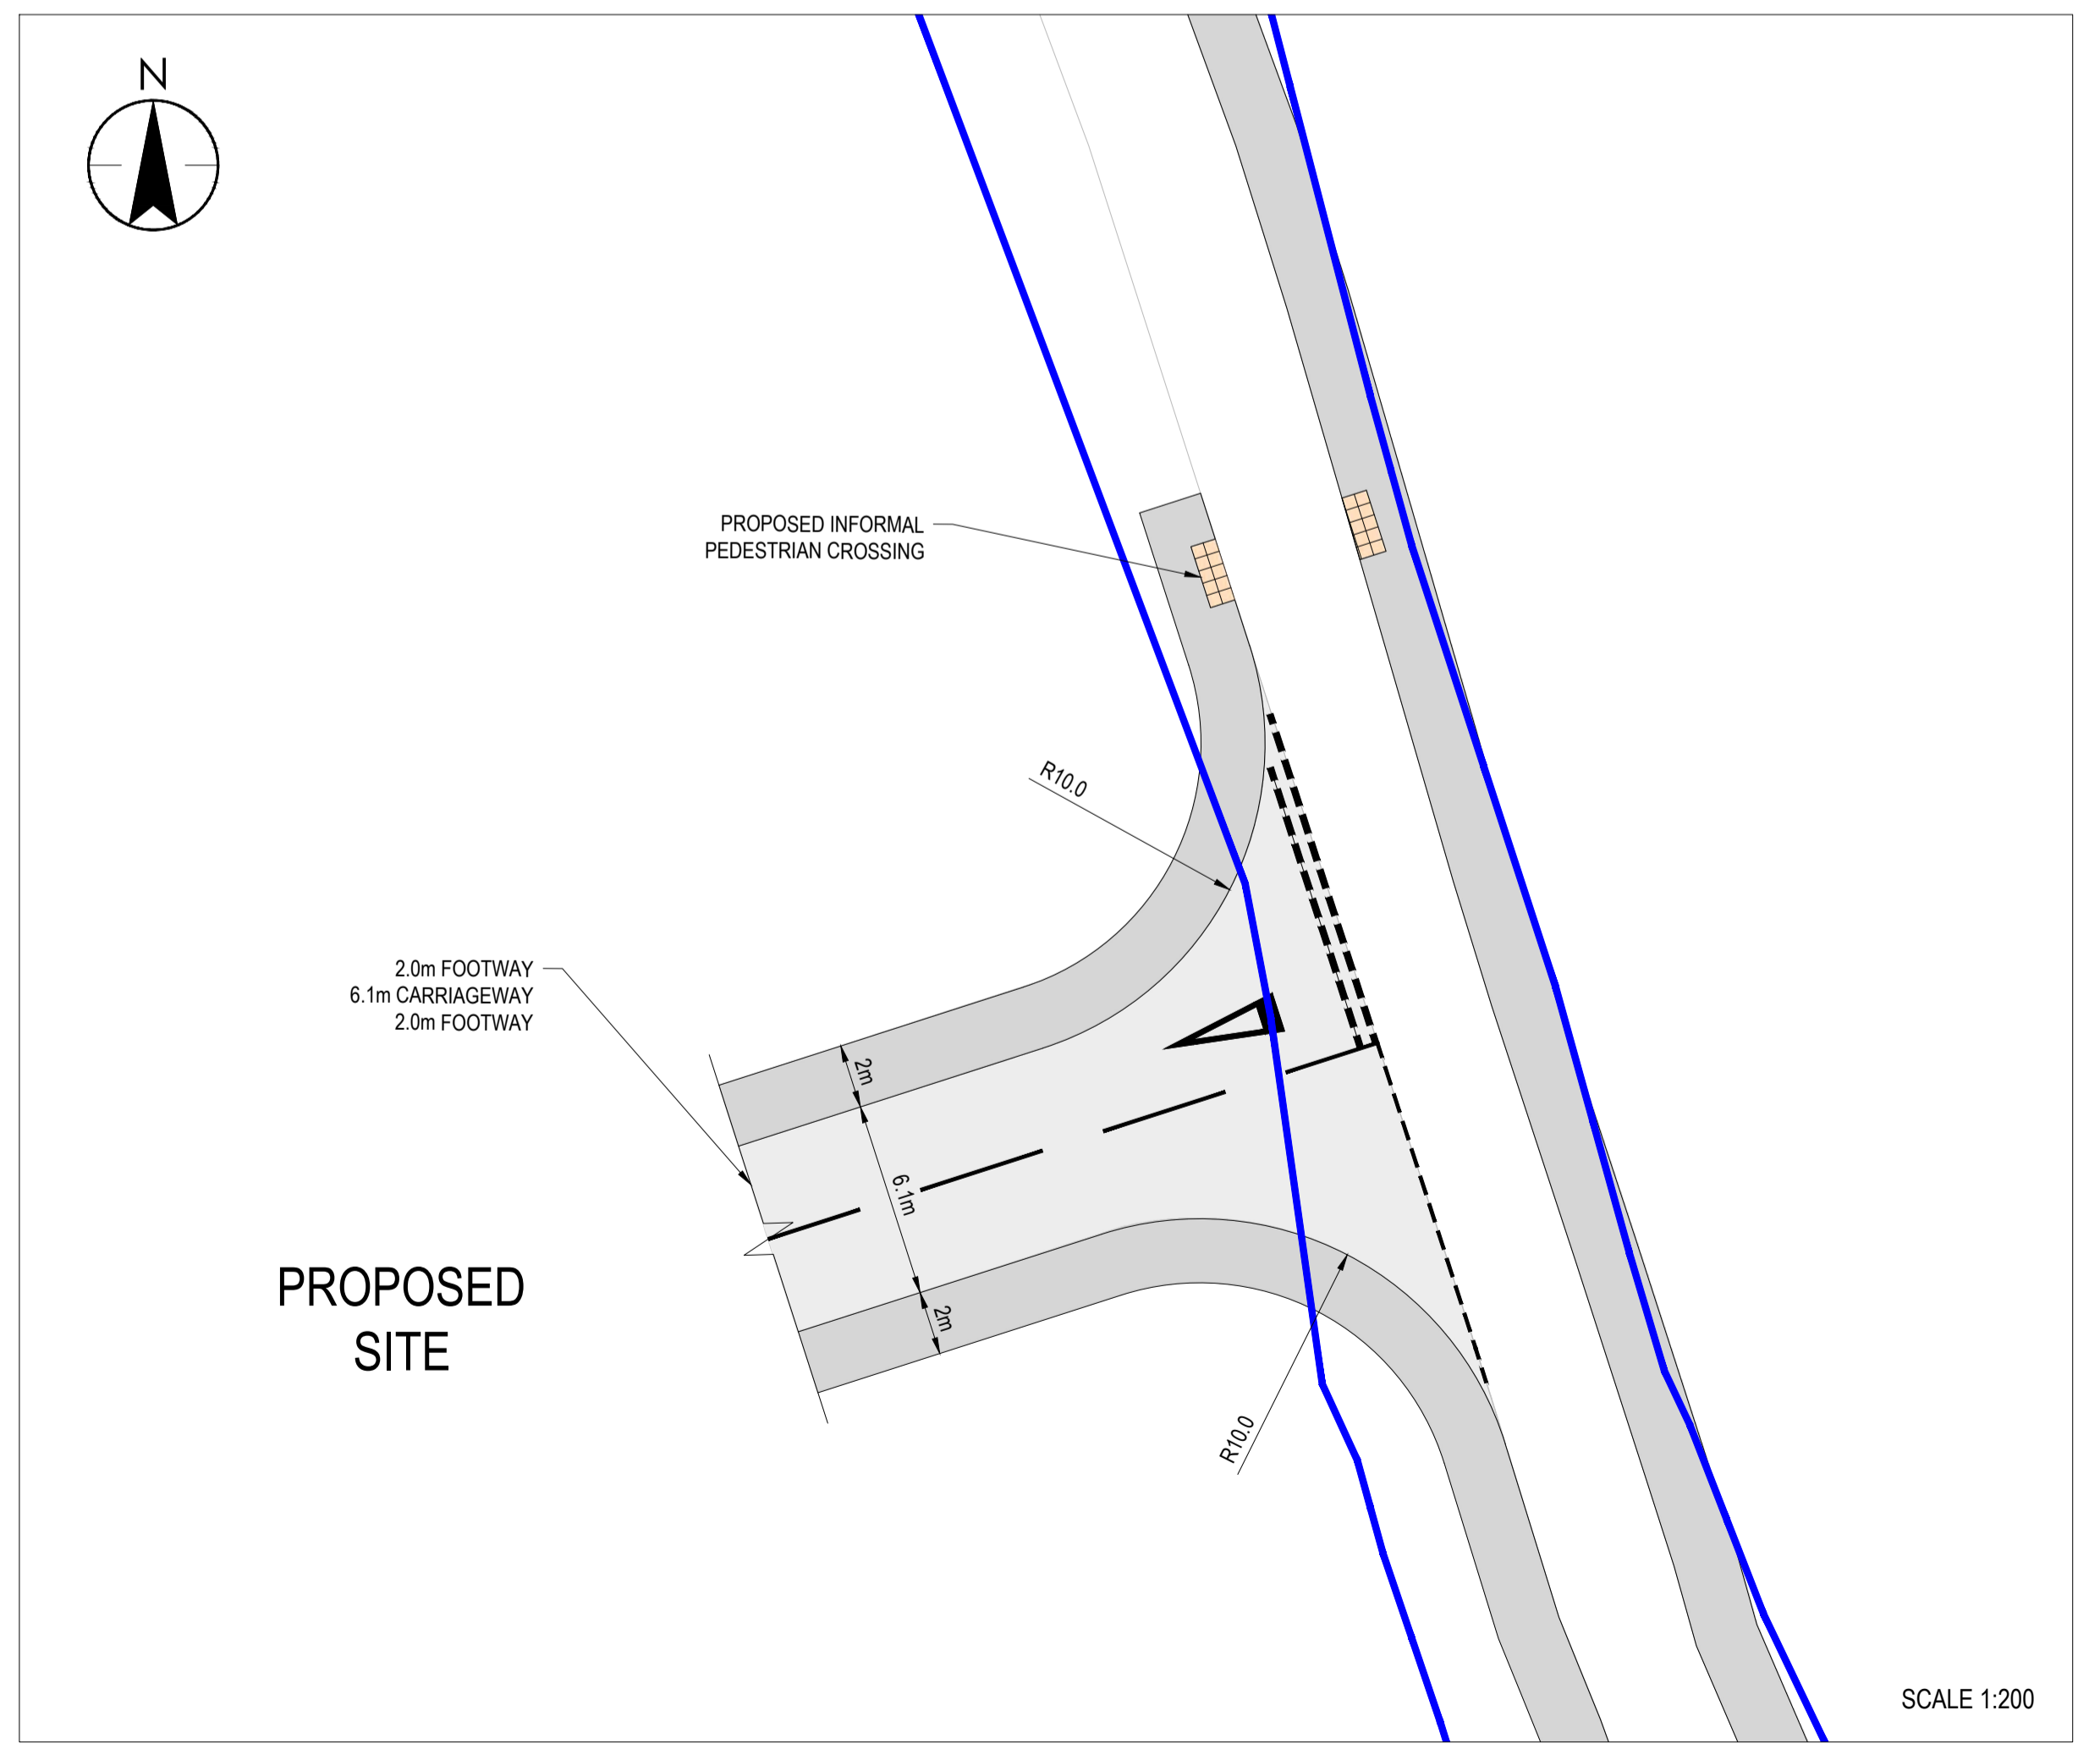 N
PROPOSED INFORMAL
PEDESTRIAN CROSSING
R10.0
2.0m FOOTWAY
6.1m CARRIAGEWAY
2.0m FOOTWAY
2m
6.1m
2m
PROPOSED
SITE
R10.0
SCALE 1:200